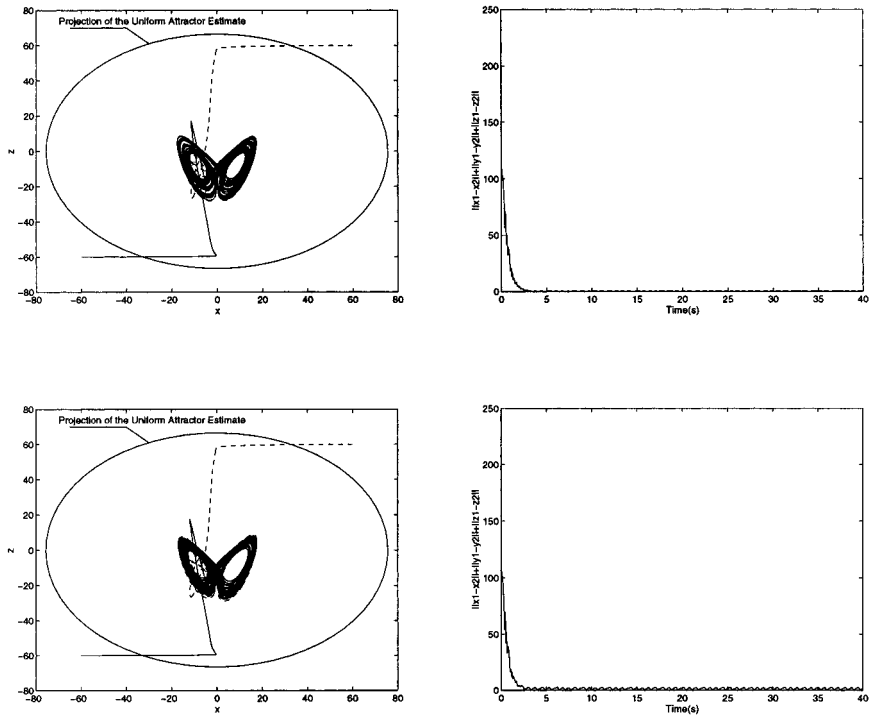 Projection of the Uniform Attractor Estimate
80
60
40
20
0
−20
−40
−60
−80
z
−80 −60 −40 −20 0 20 40 60 80
x
250
200
150
100
50
0
||x1−x2||+||y1−y2||+||z1−z2||
0 5 10 15 20 25 30 35 40
Time(s)
Projection of the Uniform Attractor Estimate
80
60
40
20
0
−20
−40
−60
−80
z
−80 −60 −40 −20 0 20 40 60 80
x
250
200
150
100
50
0
||x1−x2||+||y1−y2||+||z1−z2||
0 5 10 15 20 25 30 35 40
Time(s)